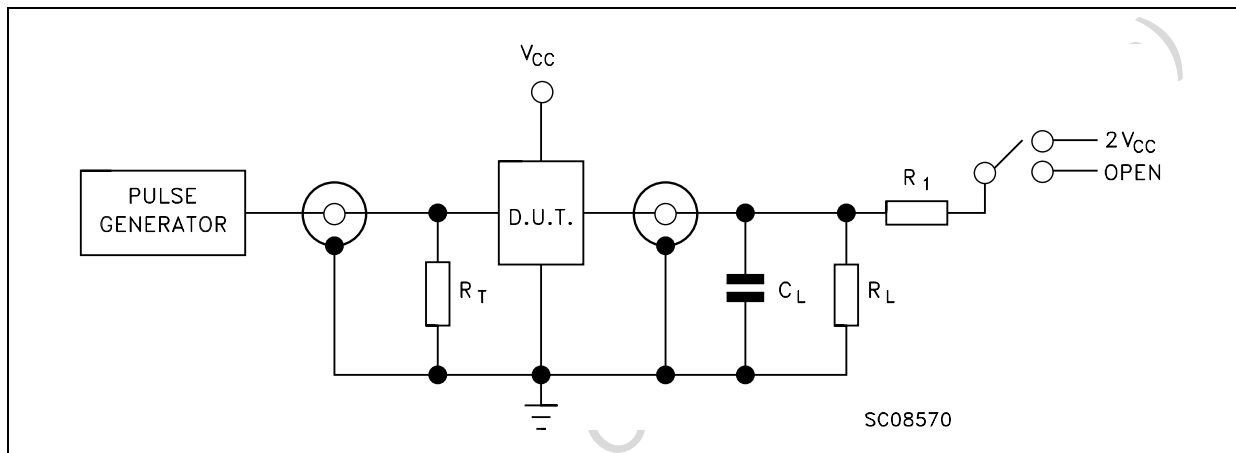 VCC
PULSE
GENERATOR
D.U.T.
RT
CL
RL
R1
2VCC
OPEN
SC08570